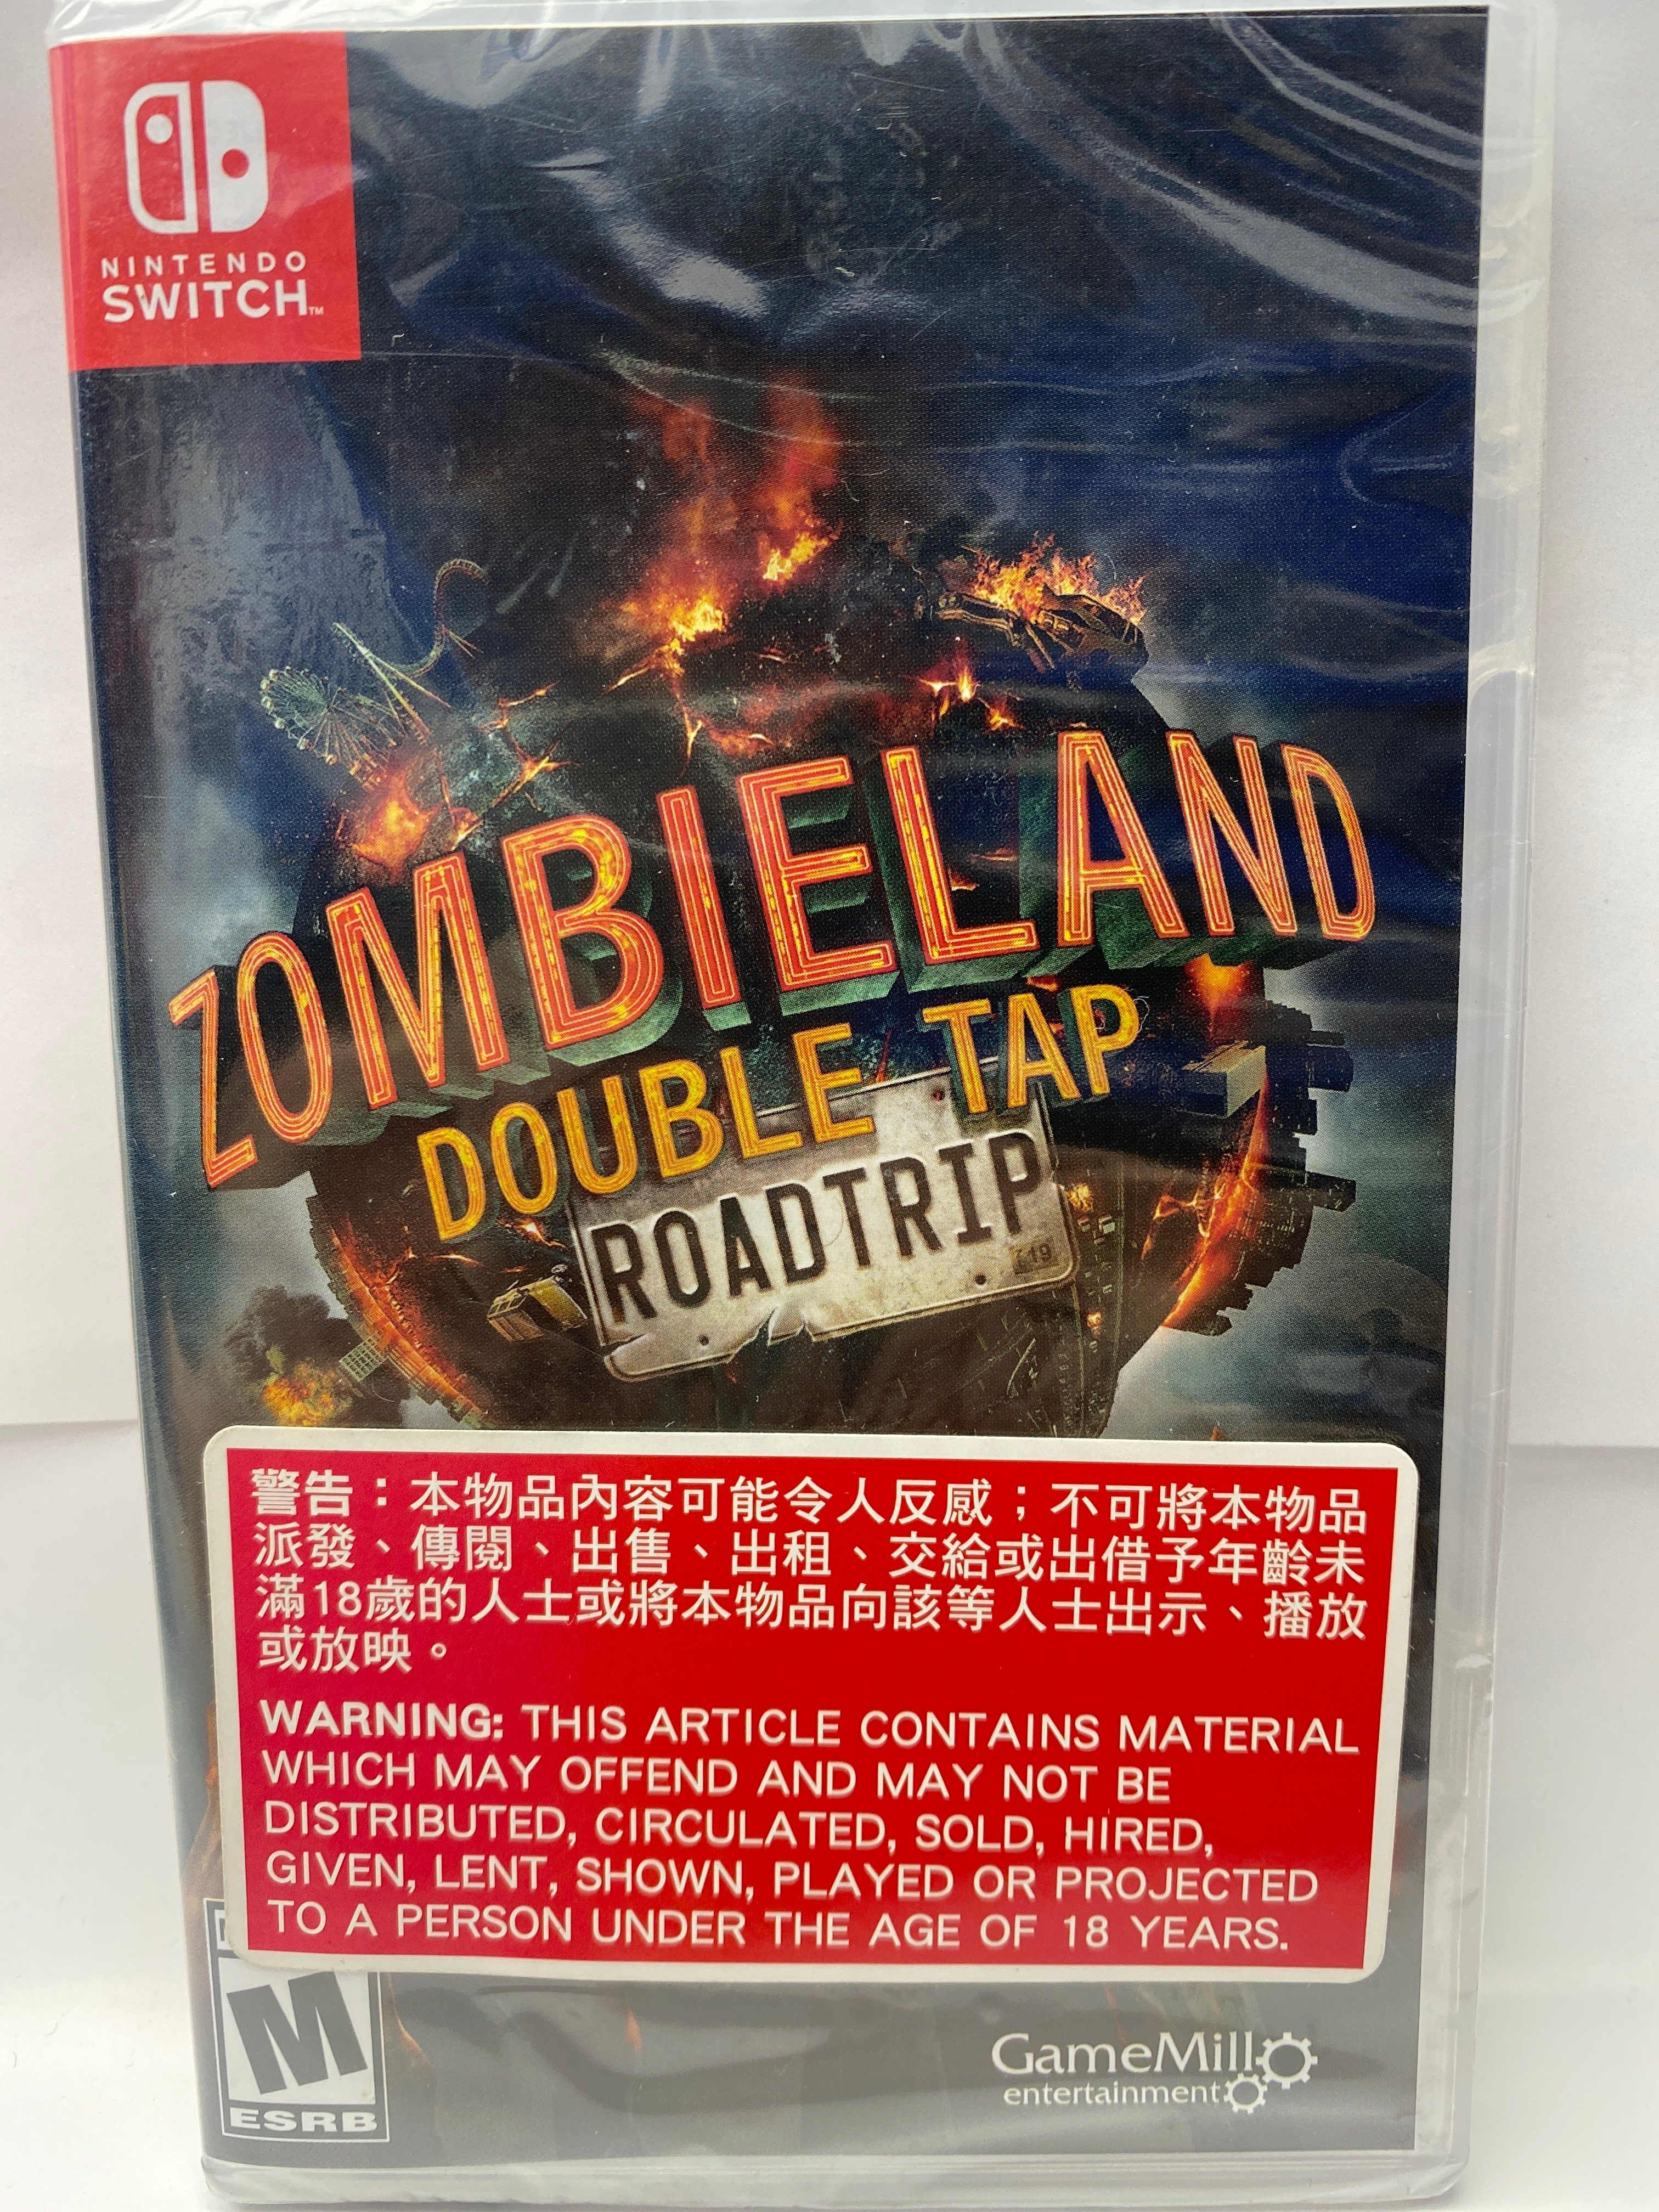 NINTENDO
SWITCH™
ZOMBIELAND
DOUBLE TAP
ROADTRIP
警告：本物品內容可能令人反感；不可將本物品
派發、傳閱、出售、出租、交給或出借予年齡未
滿18歲的人士或將本物品向該等人士出示、播放
或放映。
WARNING: THIS ARTICLE CONTAINS MATERIAL
WHICH MAY OFFEND AND MAY NOT BE
DISTRIBUTED, CIRCULATED, SOLD, HIRED,
GIVEN, LENT, SHOWN, PLAYED OR PROJECTED
TO A PERSON UNDER THE AGE OF 18 YEARS.
M
ESRB
GameMill
entertainment